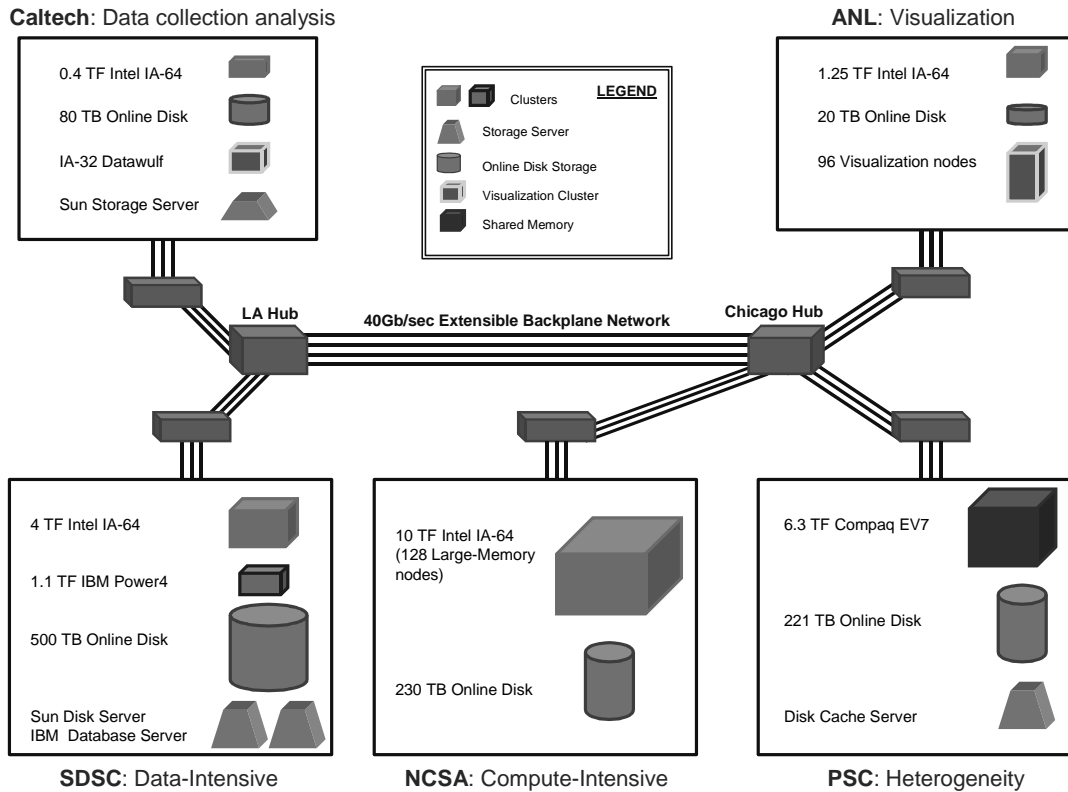 Caltech: Data collection analysis
0.4 TF Intel IA-64
80 TB Online Disk
IA-32 Datawulf
Sun Storage Server
LEGEND
Clusters
Storage Server
Online Disk Storage
Visualization Cluster
Shared Memory
ANL: Visualization
1.25 TF Intel IA-64
20 TB Online Disk
96 Visualization nodes
LA Hub
40Gb/sec Extensible Backplane Network
Chicago Hub
4 TF Intel IA-64
1.1 TF IBM Power4
500 TB Online Disk
Sun Disk Server
IBM Database Server
SDSC: Data-Intensive
10 TF Intel IA-64
(128 Large-Memory
nodes)
230 TB Online Disk
NCSA: Compute-Intensive
6.3 TF Compaq EV7
221 TB Online Disk
Disk Cache Server
PSC: Heterogeneity